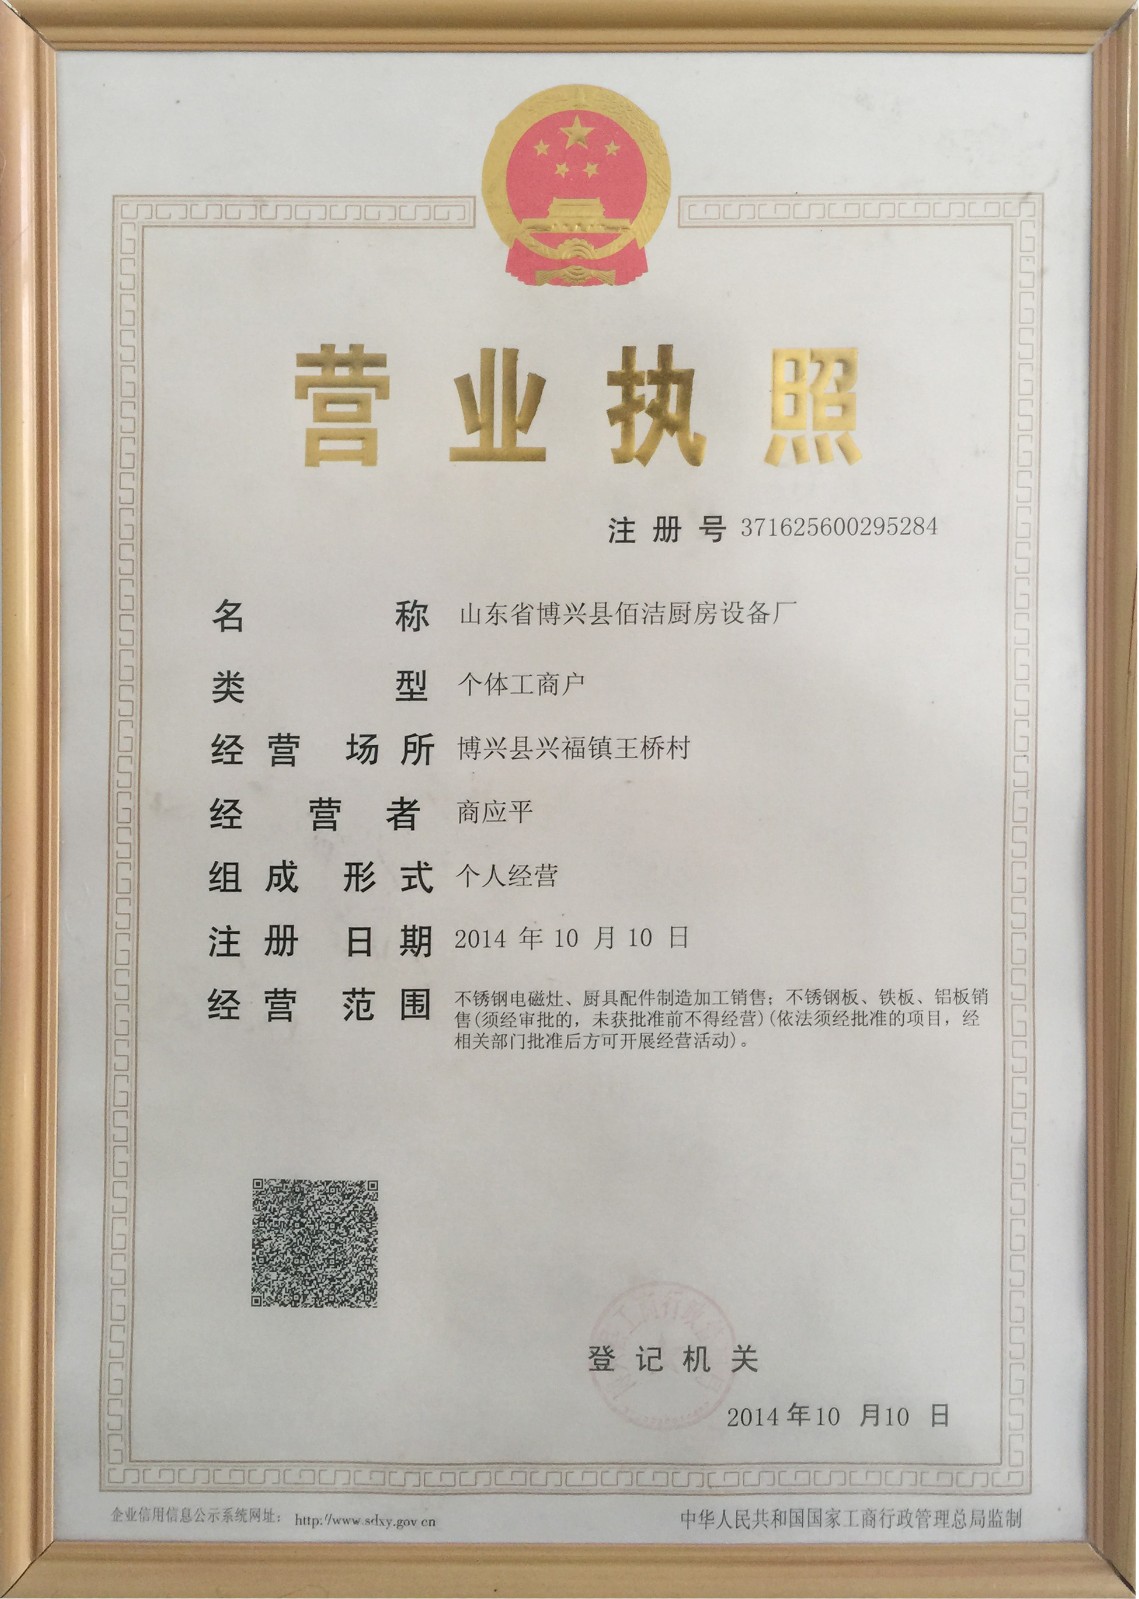 营业执照
注册号 371625600295284
名称 山东省博兴县佰洁厨房设备厂
类型 个体工商户
经营场所 博兴县兴福镇王桥村
经营者 商应平
组成形式 个人经营
注册日期 2014 年 10 月 10 日
经营范围 不锈钢电磁灶、厨具配件制造加工销售；不锈钢板、铁板、铝板销
售(须经审批的，未获批准前不得经营)(依法须经批准的项目，经
相关部门批准后方可开展经营活动)。
登记机关
2014 年 10 月 10 日
企业信用信息公示系统网址： http://www.sdxy.gov.cn
中华人民共和国国家工商行政管理总局监制